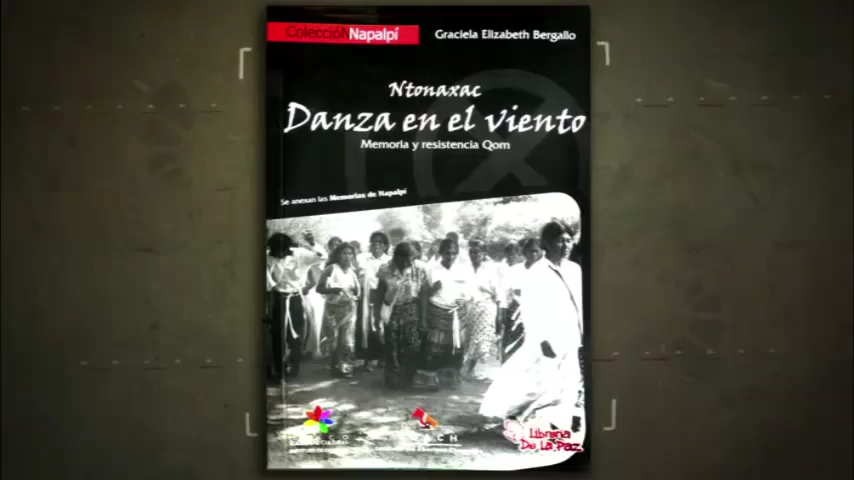 ColecciónNapalpí
Graciela Elizabeth Bergallo
Ntonaxac
Danza en el viento
Memoria y resistencia Qom
Se anexan las Memorias de Napalpí
Librería
De La Paz